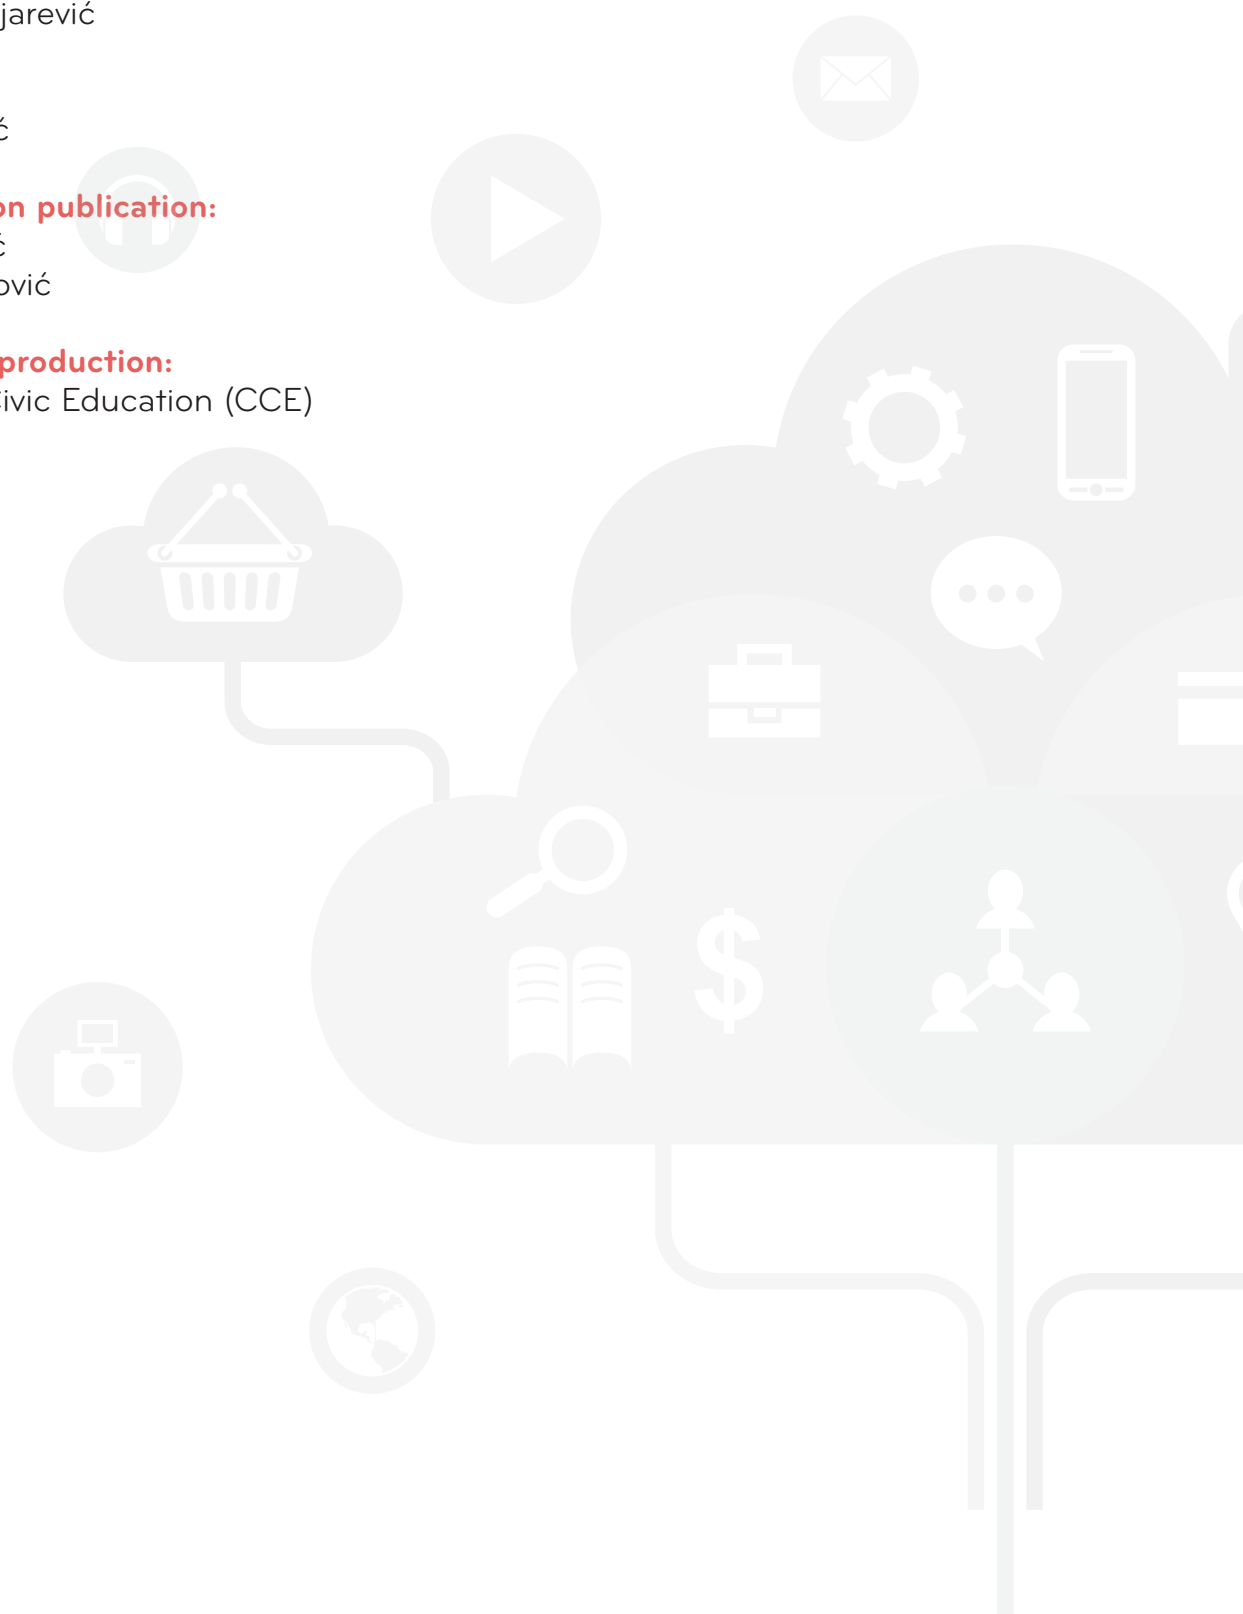 jarević
ć
on publication:
ć
ović
production:
Civic Education (CCE)
$